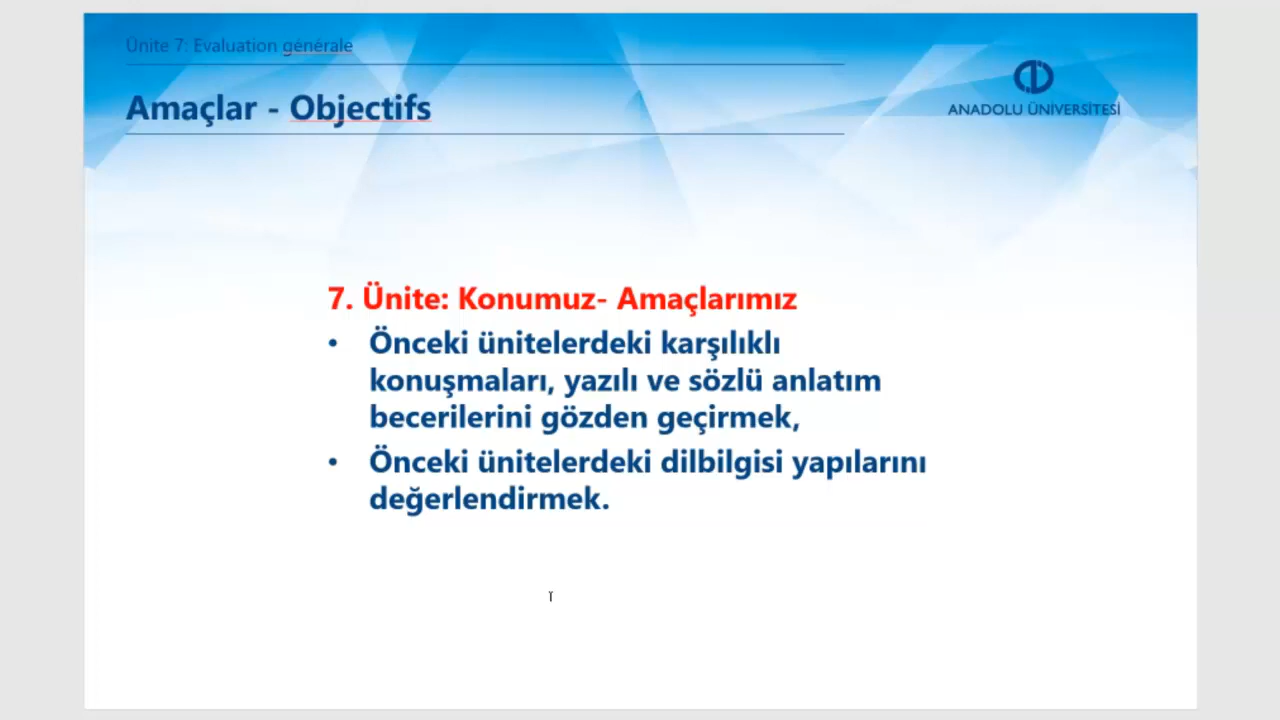 Ünite 7: Evaluation générale
Amaçlar - Objectifs
ANADOLU ÜNİVERSİTESİ
7. Ünite: Konumuz- Amaçlarımız
• Önceki ünitelerdeki karşılıklı
konuşmaları, yazılı ve sözlü anlatım
becerilerini gözden geçirmek,
• Önceki ünitelerdeki dilbilgisi yapılarını
değerlendirmek.